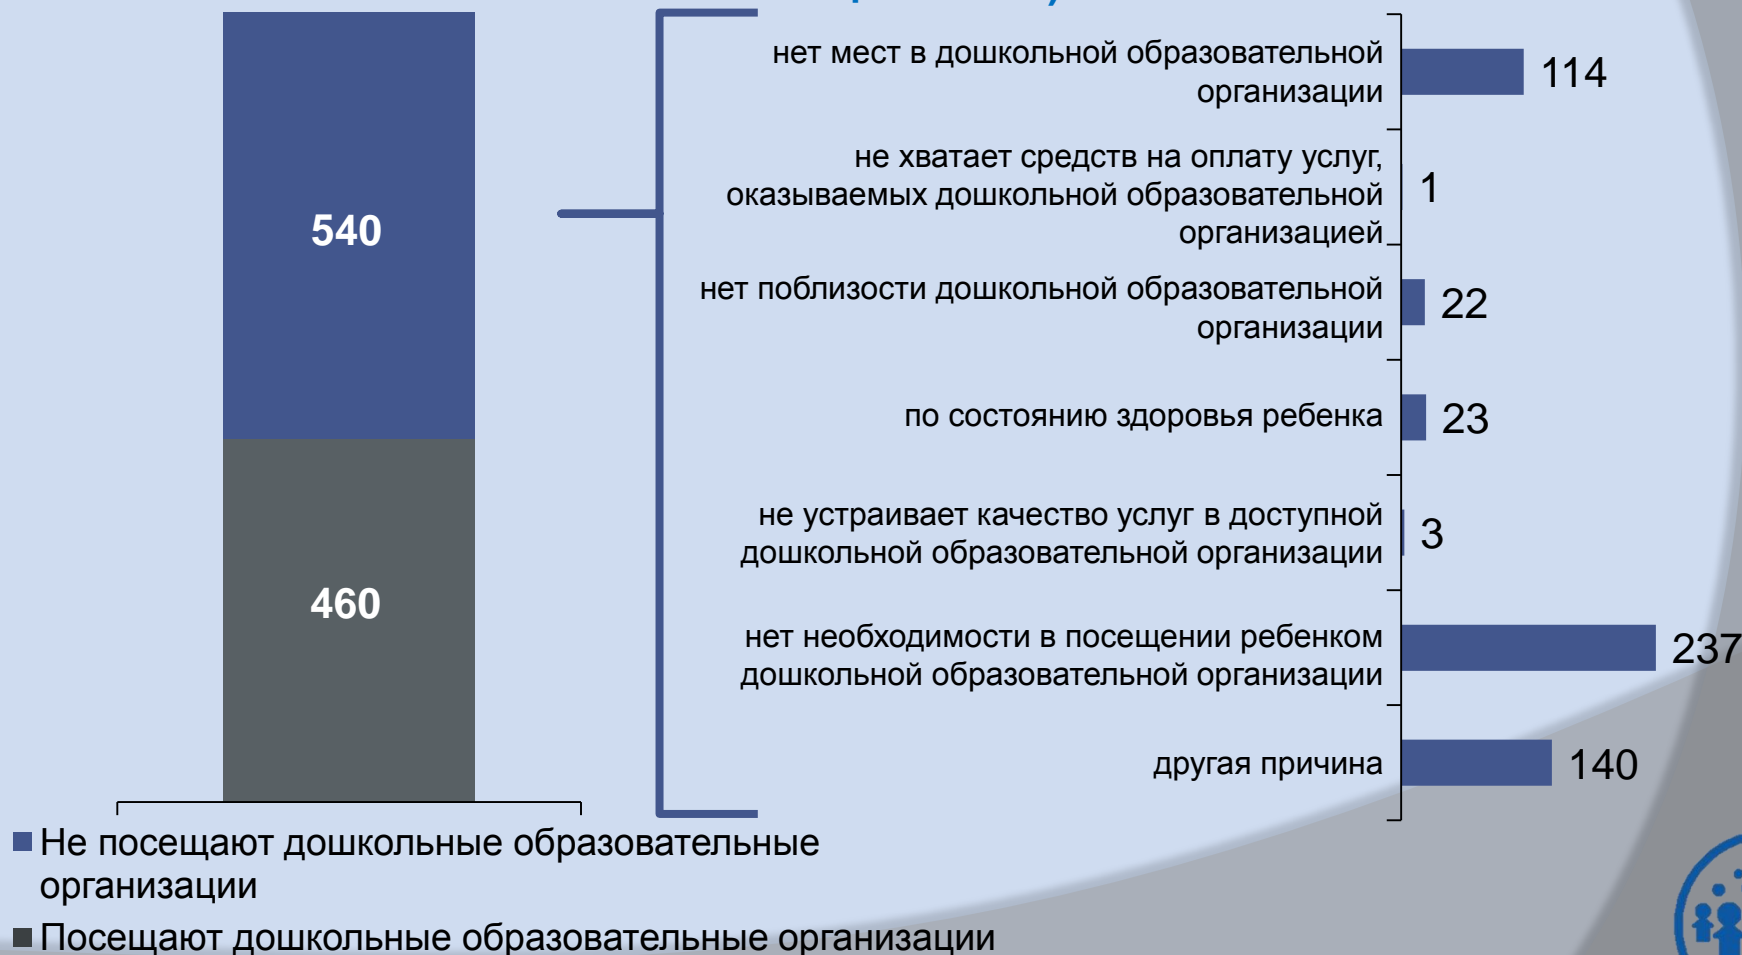 нет мест в дошкольной образовательной
организации
114
не хватает средств на оплату услуг,
оказываемых дошкольной образовательной
организацией
1
540
нет поблизости дошкольной образовательной
организации
22
по состоянию здоровья ребенка
23
не устраивает качество услуг в доступной
дошкольной образовательной организации
3
460
нет необходимости в посещении ребенком
дошкольной образовательной организации
237
другая причина
140
Не посещают дошкольные образовательные
организации
Посещают дошкольные образовательные организации